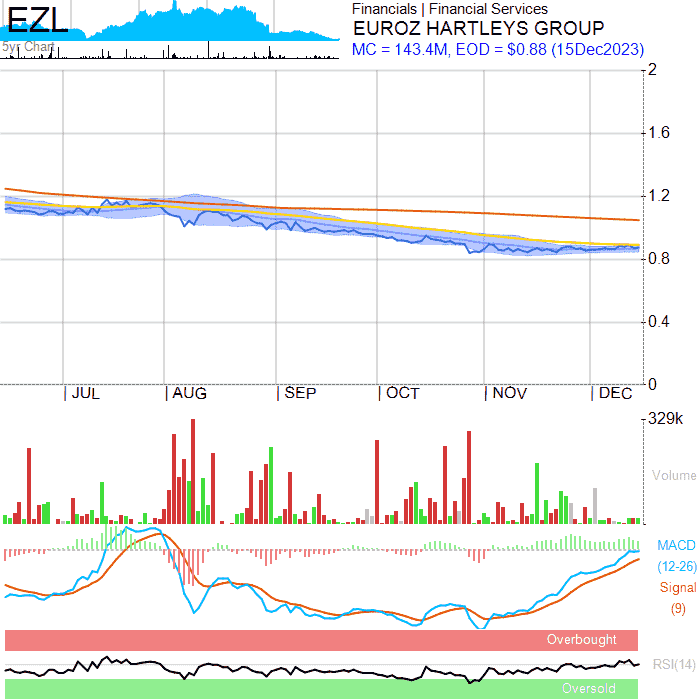 EZL
5yr Chart
Financials | Financial Services
EUROZ HARTLEYS GROUP
MC = 143.4M, EOD = $0.88 (15Dec2023)
2
1.6
1.2
0.8
0.4
0
JUL AUG SEP OCT NOV DEC
329k
Volume
MACD
(12-26)
Signal
(9)
Overbought
RSI(14)
Oversold